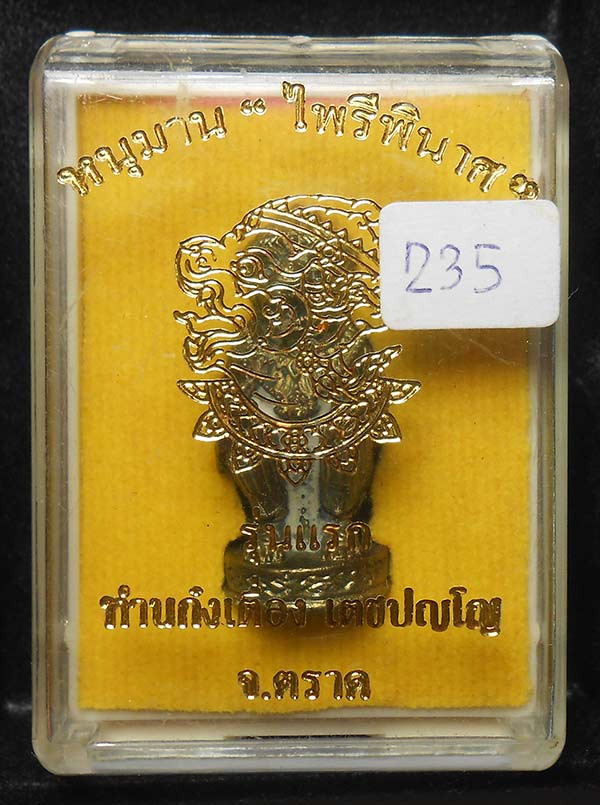 หนุมาน “ ไพรีพินาศ ”
235
รุ่นแรก
ท่านก๋งเตือง เตชปญฺโญ
จ.ตราด